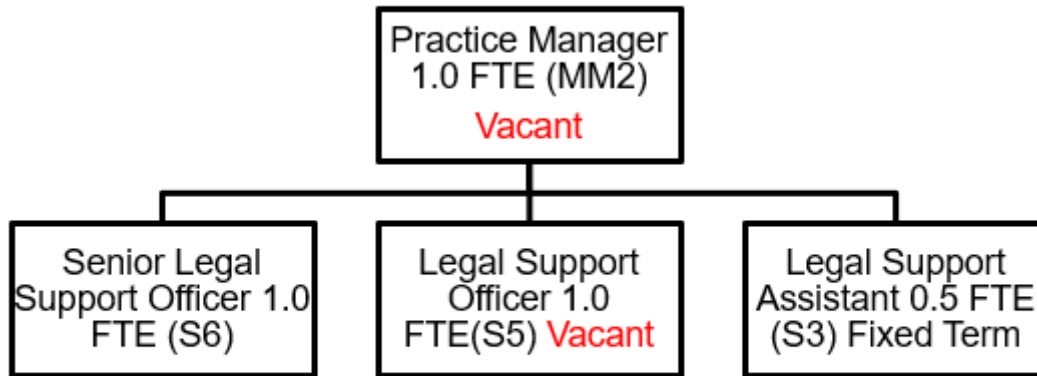 Practice Manager
1.0 FTE (MM2)
Vacant
Senior Legal
Support Officer 1.0
FTE (S6)
Legal Support
Officer 1.0
FTE(S5) Vacant
Legal Support
Assistant 0.5 FTE
(S3) Fixed Term